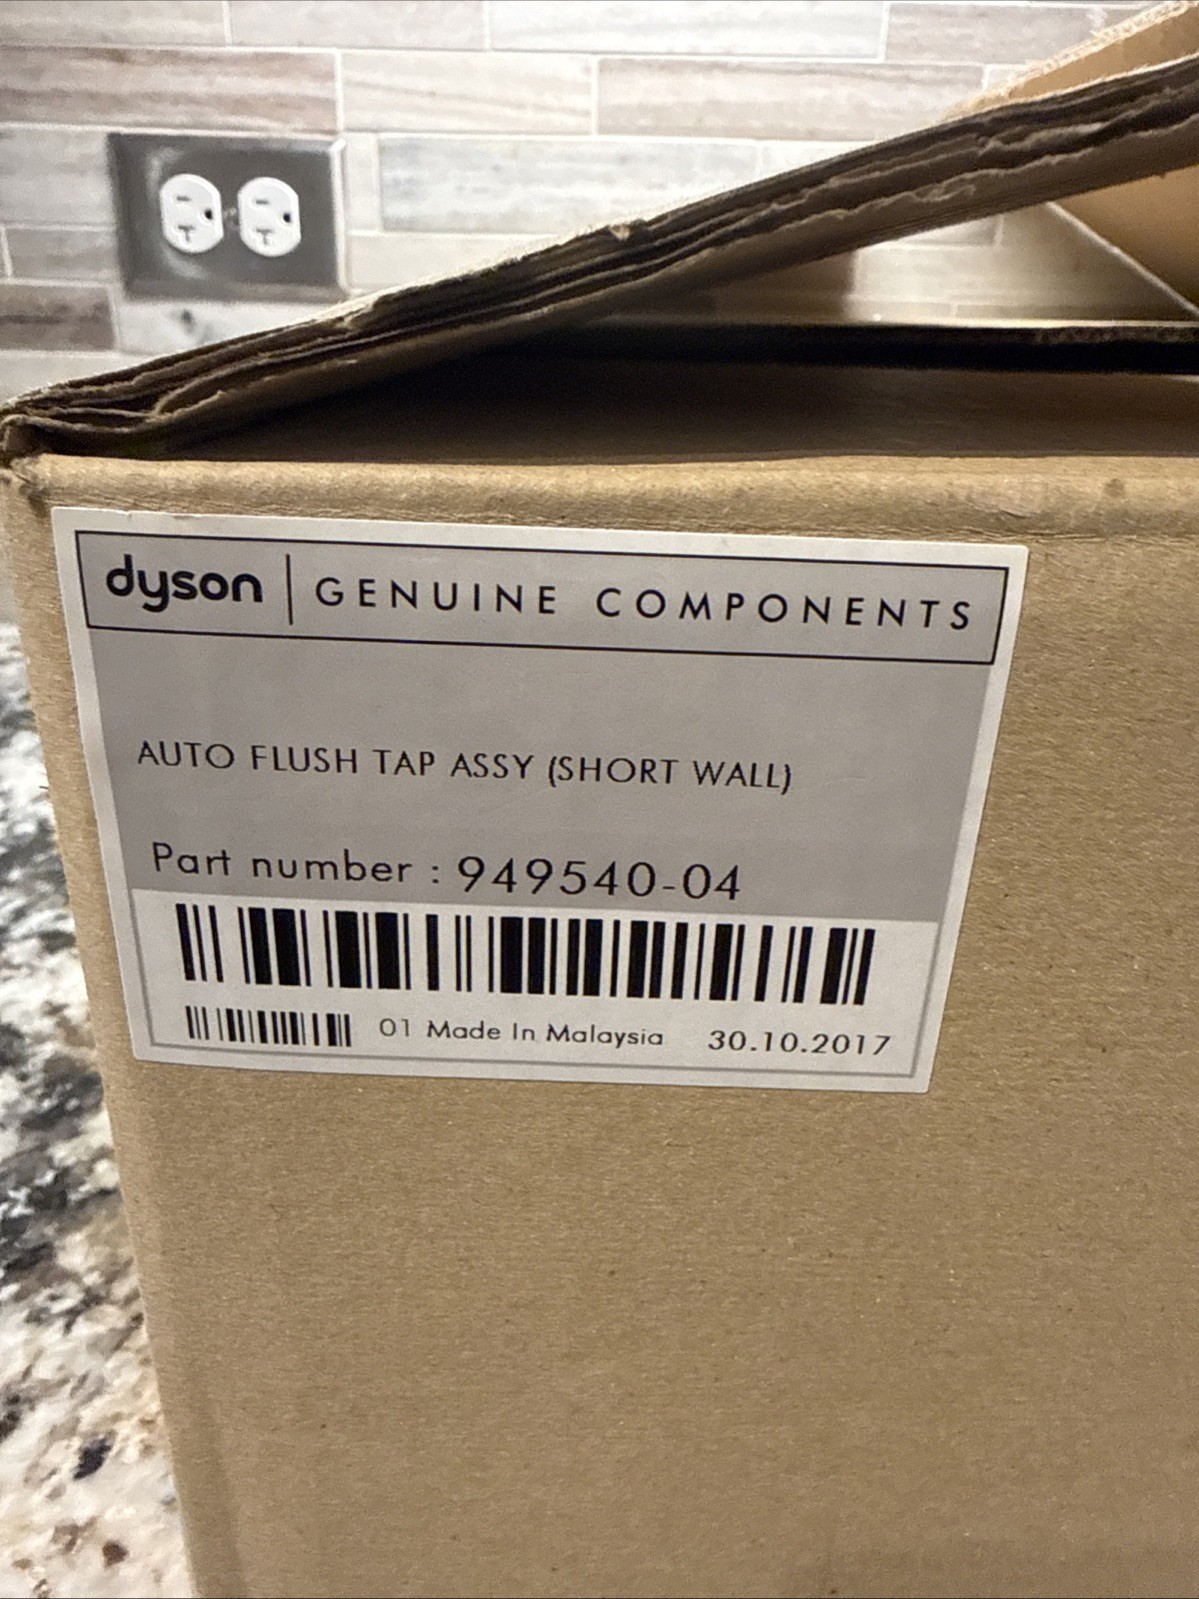 dyson | GENUINE COMPONENTS
AUTO FLUSH TAP ASSY (SHORT WALL)
Part number : 949540-04
01 Made In Malaysia 30.10.2017